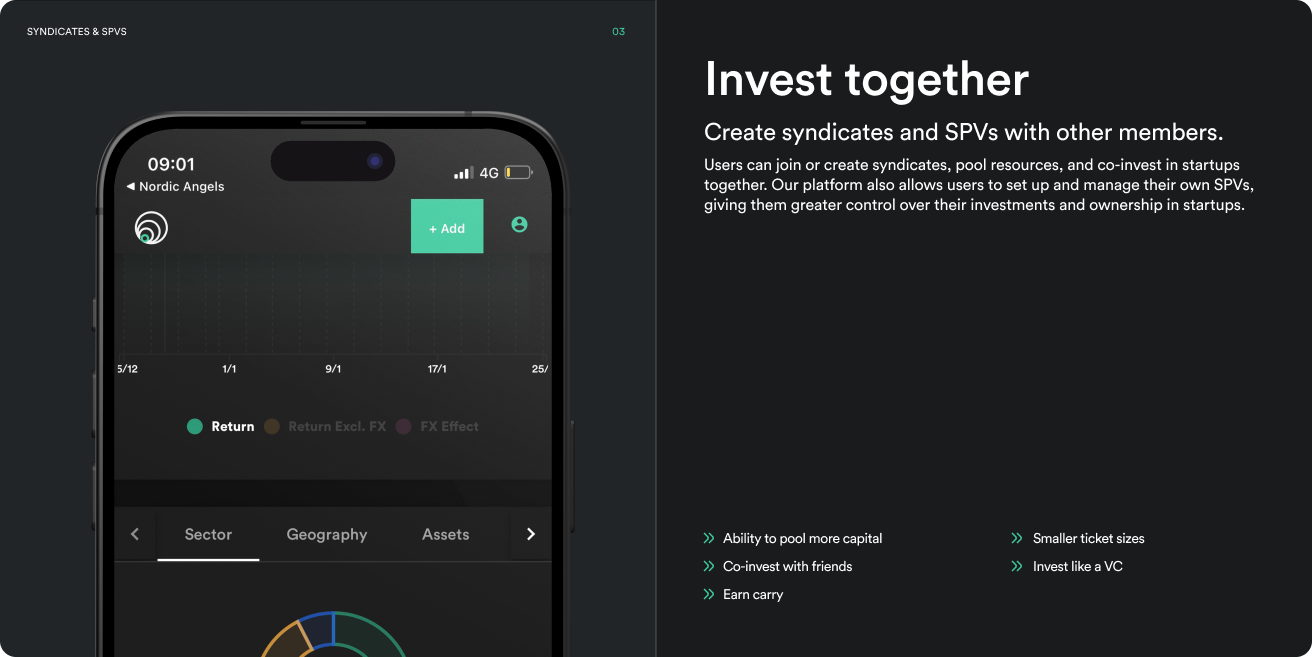 SYNDICATES & SPVS
03
09:01
4G
◀ Nordic Angels
+ Add
1/1
9/1
17/1
Return Return Excl. FX FX Effect
Sector Geography Assets
Invest together
Create syndicates and SPVs with other members.
Users can join or create syndicates, pool resources, and co-invest in startups
together. Our platform also allows users to set up and manage their own SPVs,
giving them greater control over their investments and ownership in startups.
Ability to pool more capital
Co-invest with friends
Earn carry
Smaller ticket sizes
Invest like a VC